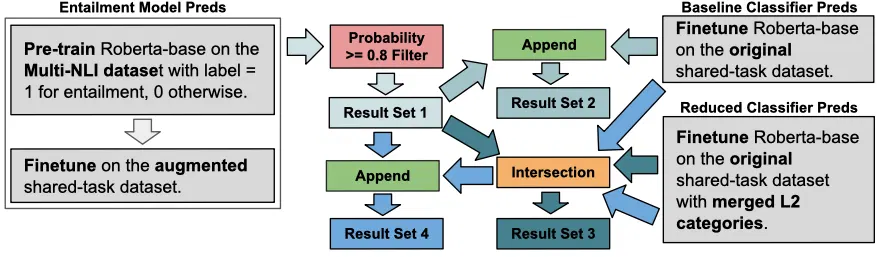 Entailment Model Preds
Pre-train Roberta-base on the
Multi-NLI dataset with label =
1 for entailment, 0 otherwise.
Finetune on the augmented
shared-task dataset.
Probability
>= 0.8 Filter
Result Set 1
Append
Result Set 4
Append
Result Set 2
Intersection
Result Set 3
Baseline Classifier Preds
Finetune Roberta-base
on the original
shared-task dataset.
Reduced Classifier Preds
Finetune Roberta-base
on the original
shared-task dataset
with merged L2
categories.